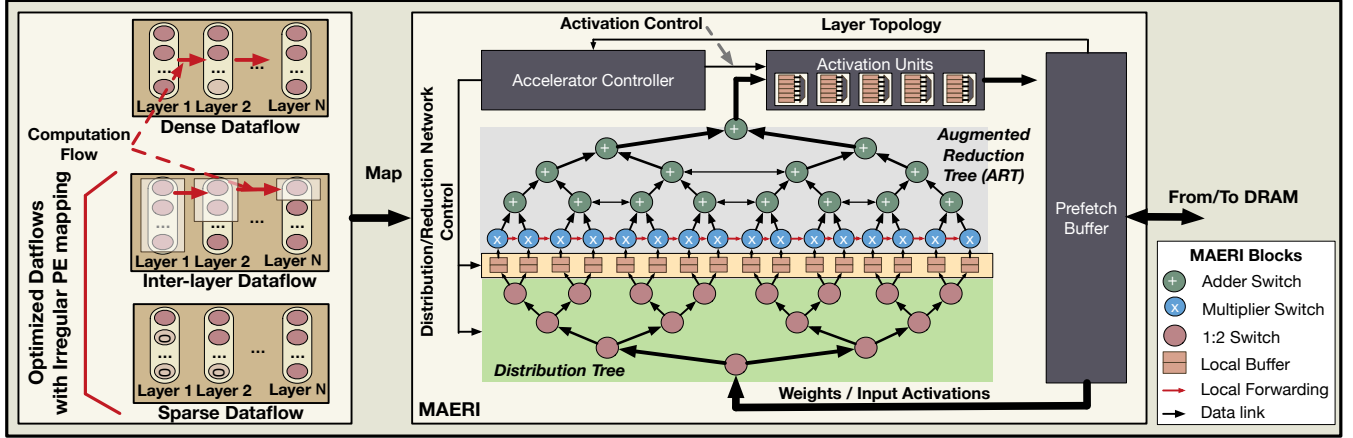 Layer 1 Layer 2 Layer N
... ... ... ...
Dense Dataflow
Computation
Flow
Optimized Daflows
with Irregular PE mapping
... ... ... ...
Layer 1 Layer 2 Layer N
Inter-layer Dataflow
... ... ... ...
Layer 1 Layer 2 Layer N
Sparse Dataflow
Map
Activation Control
Layer Topology
Accelerator Controller
Activation Units
Distribution/Reduction Network
Control
Augmented
Reduction
Tree (ART)
+
+ +
+ + + +
+ + + + + + + +
X X X X X X X X X X X X X X X X
Distribution Tree
Weights / Input Activations
MAERI
Prefetch
Buffer
From/To DRAM
MAERI Blocks
+ Adder Switch
X Multiplier Switch
1:2 Switch
Local Buffer
Local Forwarding
Data link